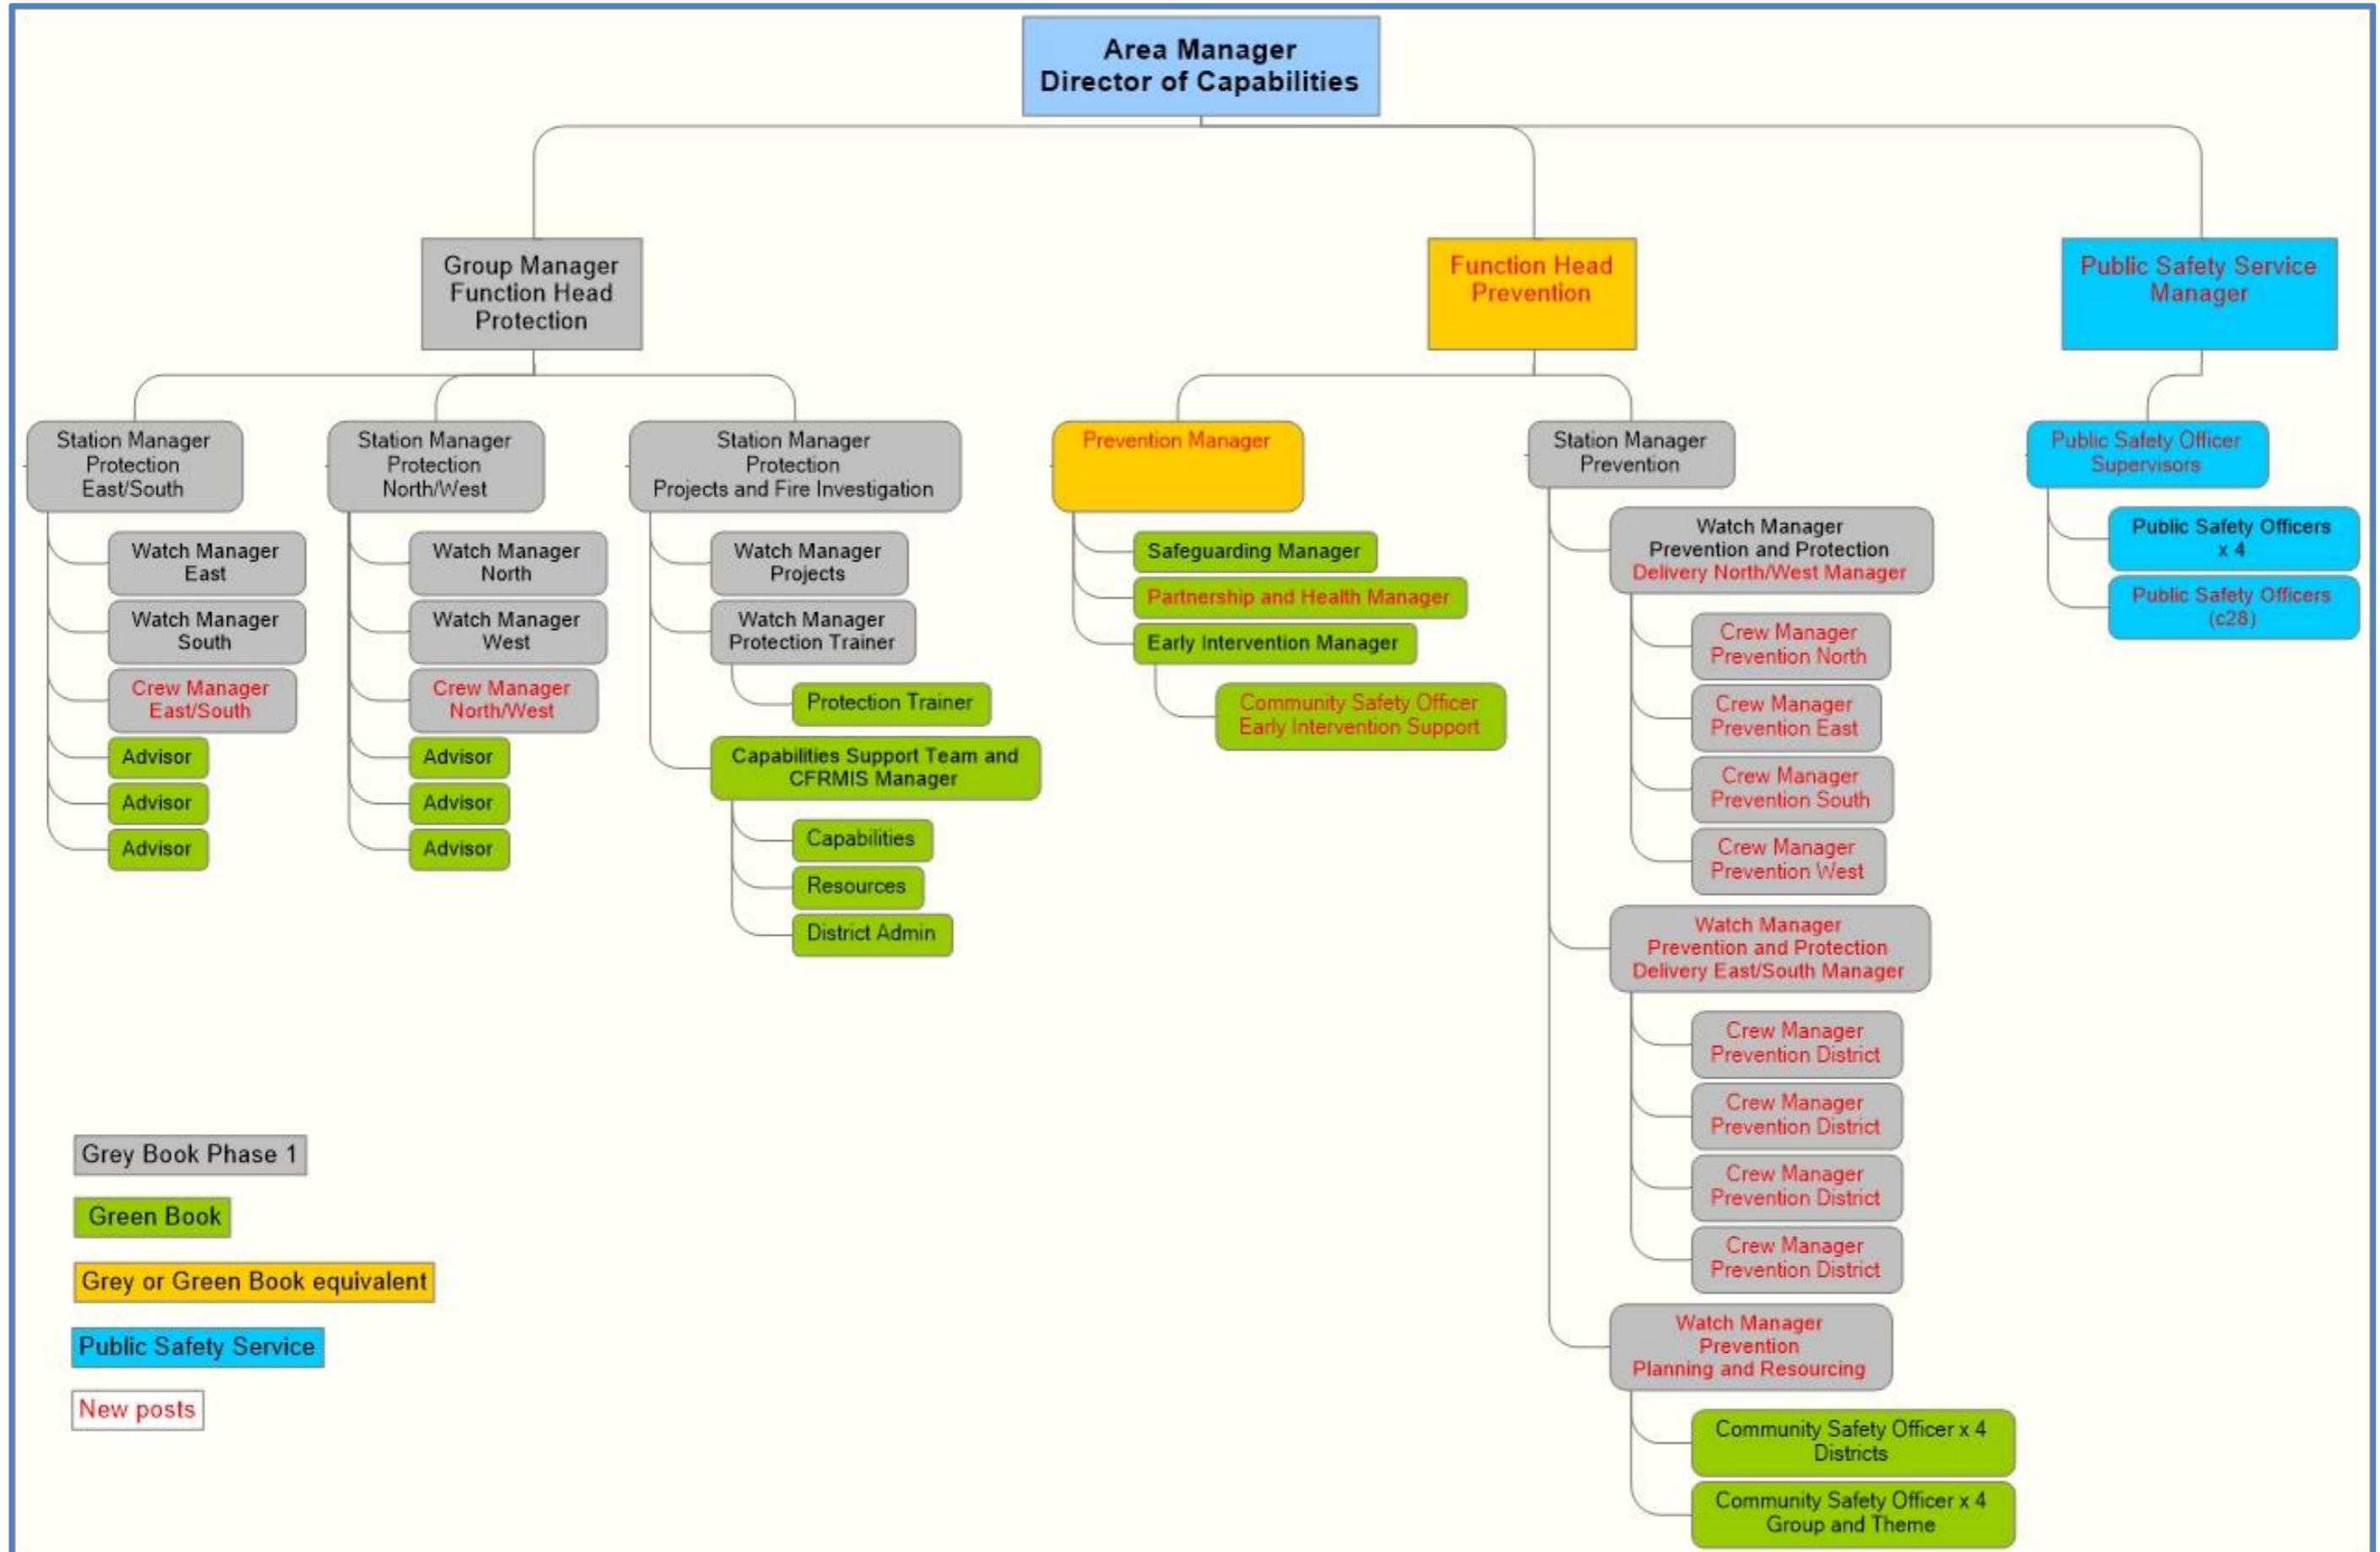 Area Manager
Director of Capabilities
Group Manager
Function Head
Protection
Function Head
Prevention
Public Safety Service
Manager
Station Manager
Protection
East/South
Watch Manager
East
Watch Manager
South
Crew Manager
East/South
Advisor
Advisor
Advisor
Station Manager
Protection
North/West
Watch Manager
North
Watch Manager
West
Crew Manager
North/West
Advisor
Advisor
Advisor
Station Manager
Protection
Projects and Fire Investigation
Watch Manager
Projects
Watch Manager
Protection Trainer
Protection Trainer
Capabilities Support Team and
CFRMIS Manager
Capabilities
Resources
District Admin
Prevention Manager
Safeguarding Manager
Partnership and Health Manager
Early Intervention Manager
Community Safety Officer
Early Intervention Support
Station Manager
Prevention
Watch Manager
Prevention and Protection
Delivery North/West Manager
Crew Manager
Prevention North
Crew Manager
Prevention East
Crew Manager
Prevention South
Crew Manager
Prevention West
Watch Manager
Prevention and Protection
Delivery East/South Manager
Crew Manager
Prevention District
Crew Manager
Prevention District
Crew Manager
Prevention District
Crew Manager
Prevention District
Watch Manager
Prevention
Planning and Resourcing
Community Safety Officer x 4
Districts
Community Safety Officer x 4
Group and Theme
Public Safety Officer
Supervisors
Public Safety Officers
x 4
Public Safety Officers
(c28)
Grey Book Phase 1
Green Book
Grey or Green Book equivalent
Public Safety Service
New posts